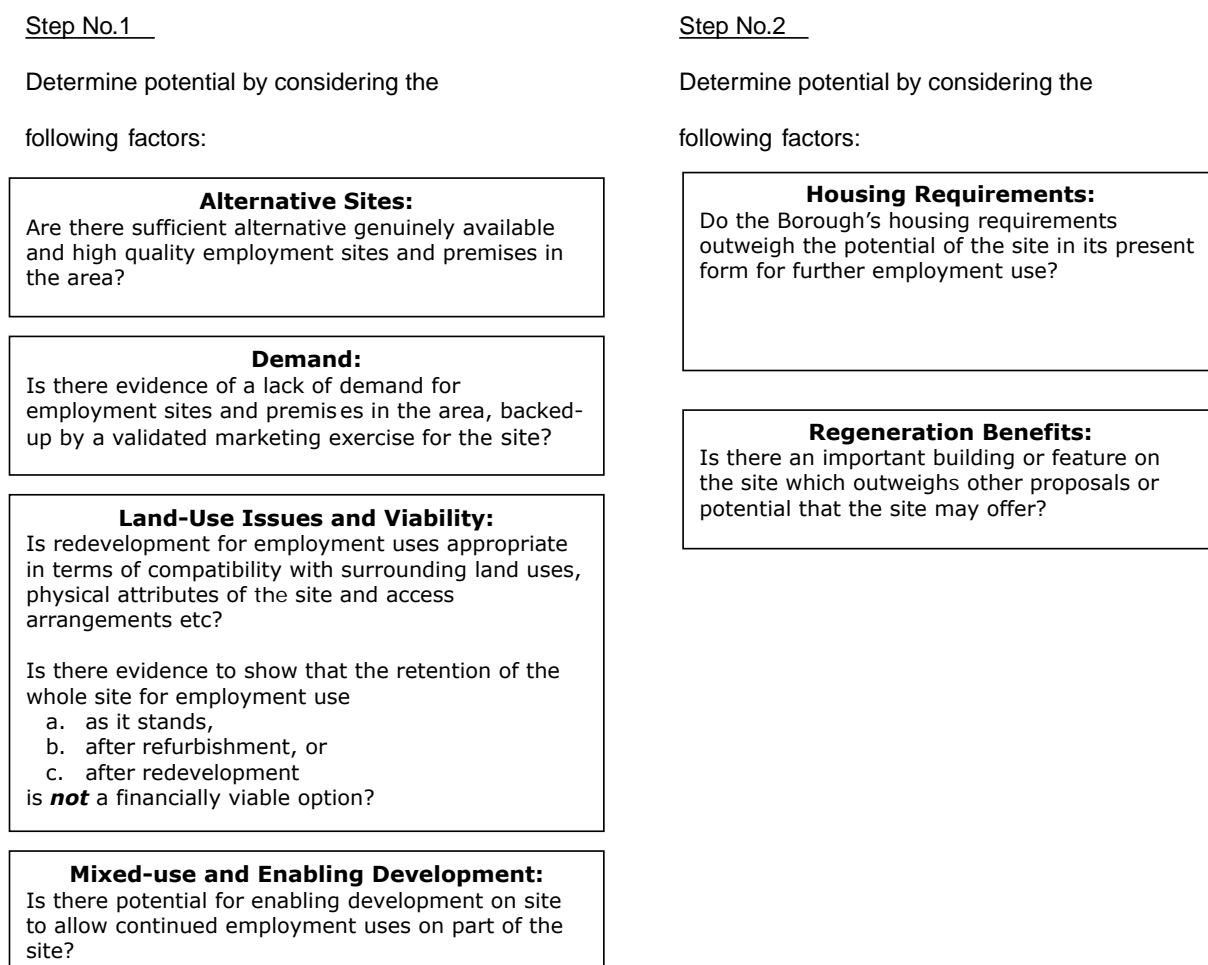 Step No.1
Determine potential by considering the
following factors:
Alternative Sites:
Are there sufficient alternative genuinely available
and high quality employment sites and premises in
the area?
Demand:
Is there evidence of a lack of demand for
employment sites and premises in the area, backed-
up by a validated marketing exercise for the site?
Land-Use Issues and Viability:
Is redevelopment for employment uses appropriate
in terms of compatibility with surrounding land uses,
physical attributes of the site and access
arrangements etc?
Is there evidence to show that the retention of the
whole site for employment use
a. as it stands,
b. after refurbishment, or
c. after redevelopment
is not a financially viable option?
Mixed-use and Enabling Development:
Is there potential for enabling development on site
to allow continued employment uses on part of the
site?
Step No.2
Determine potential by considering the
following factors:
Housing Requirements:
Do the Borough's housing requirements
outweigh the potential of the site in its present
form for further employment use?
Regeneration Benefits:
Is there an important building or feature on
the site which outweighs other proposals or
potential that the site may offer?